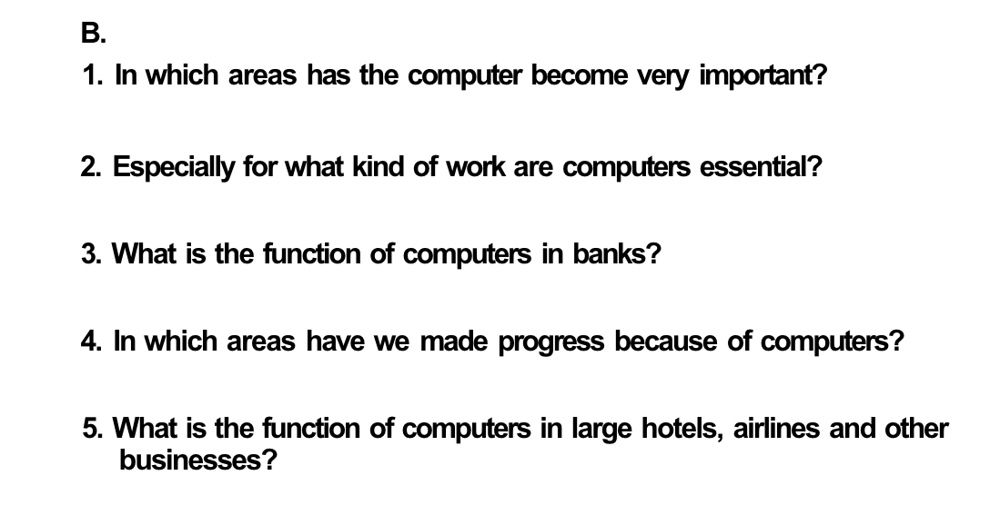 B.
1. In which areas has the computer become very important?
2. Especially for what kind of work are computers essential?
3. What is the function of computers in banks?
4. In which areas have we made progress because of computers?
5. What is the function of computers in large hotels, airlines and other
businesses?